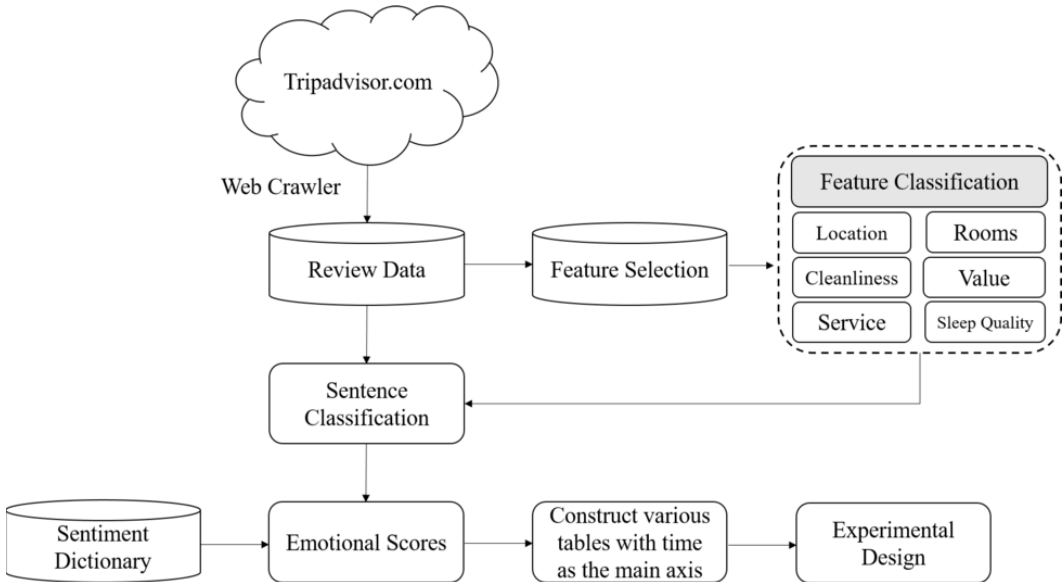 Tripadvisor.com
Web Crawler
Review Data
Feature Selection
Feature Classification
Location
Rooms
Cleanliness
Value
Service
Sleep Quality
Sentence
Classification
Sentiment
Dictionary
Emotional Scores
Construct various
tables with time
as the main axis
Experimental
Design